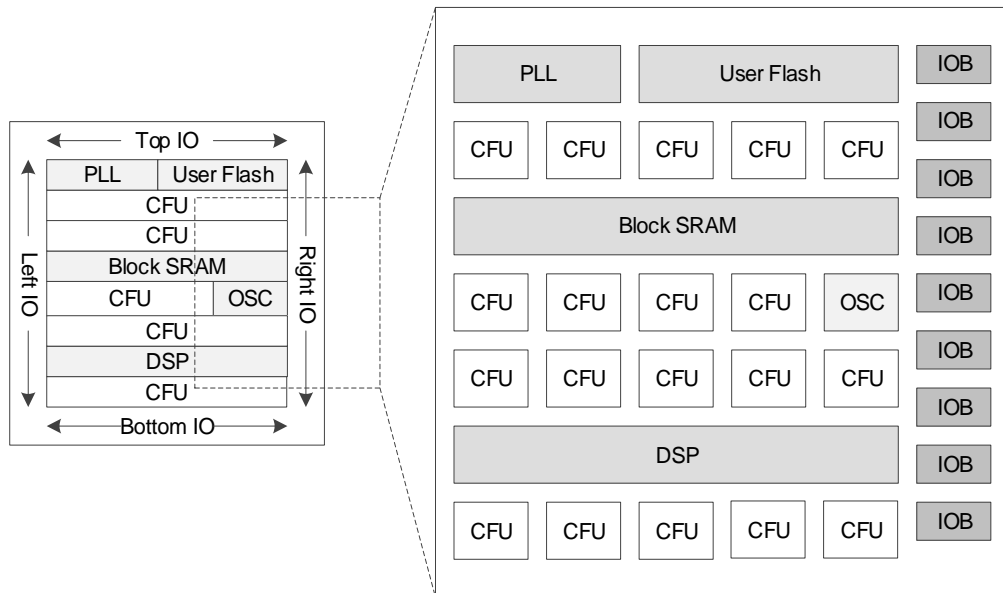 Top IO
PLL User Flash
CFU
CFU
Block SRAM
CFU OSC
CFU
DSP
CFU
Bottom IO
Left IO
Right IO
PLL User Flash IOB
IOB
CFU CFU CFU CFU CFU
IOB
Block SRAM IOB
CFU CFU CFU CFU OSC IOB
IOB
CFU CFU CFU CFU CFU
IOB
DSP IOB
CFU CFU CFU CFU CFU IOB